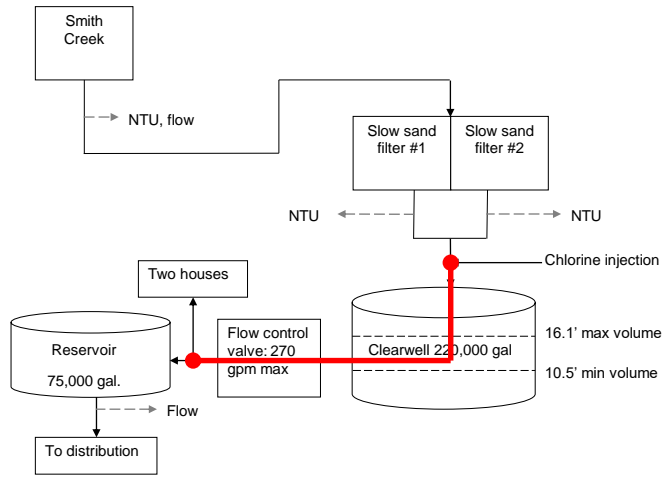 Smith
Creek
NTU, flow
Slow sand
filter #1
Slow sand
filter #2
NTU
NTU
Chlorine injection
Two houses
16.1' max volume
Flow control
valve: 270
gpm max
Clearwell 220,000 gal
10.5' min volume
Reservoir
75,000 gal.
Flow
To distribution